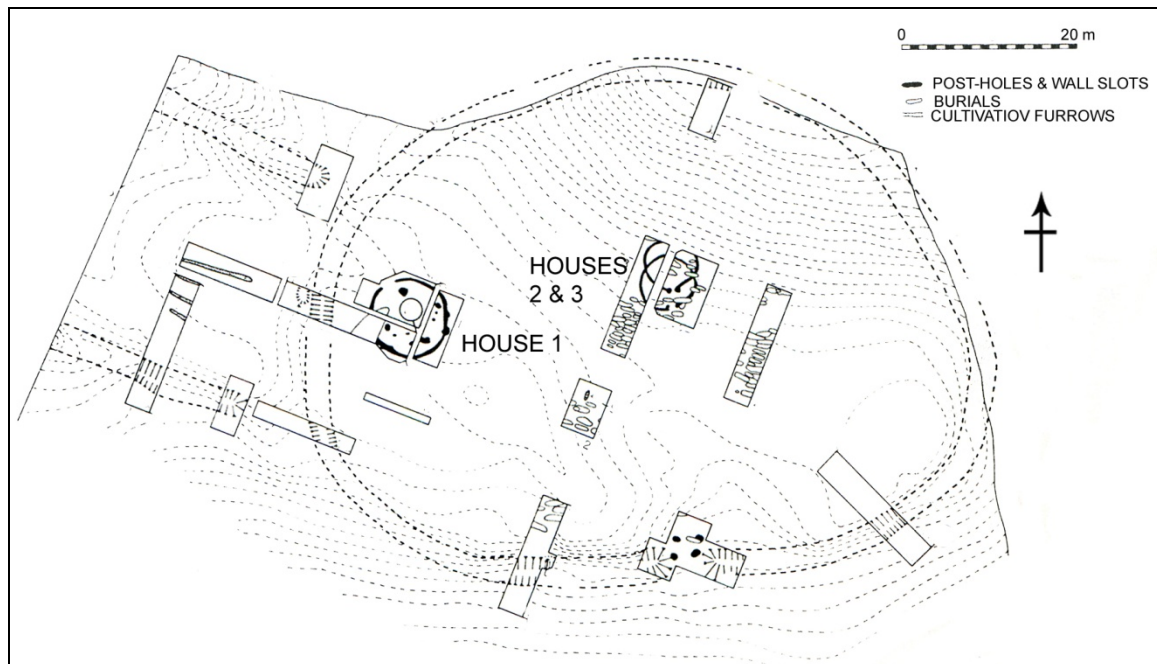 0 20 m
POST-HOLES & WALL SLOTS
BURIALS
CULTIVATIOV FURROWS
HOUSES
2 & 3
HOUSE 1